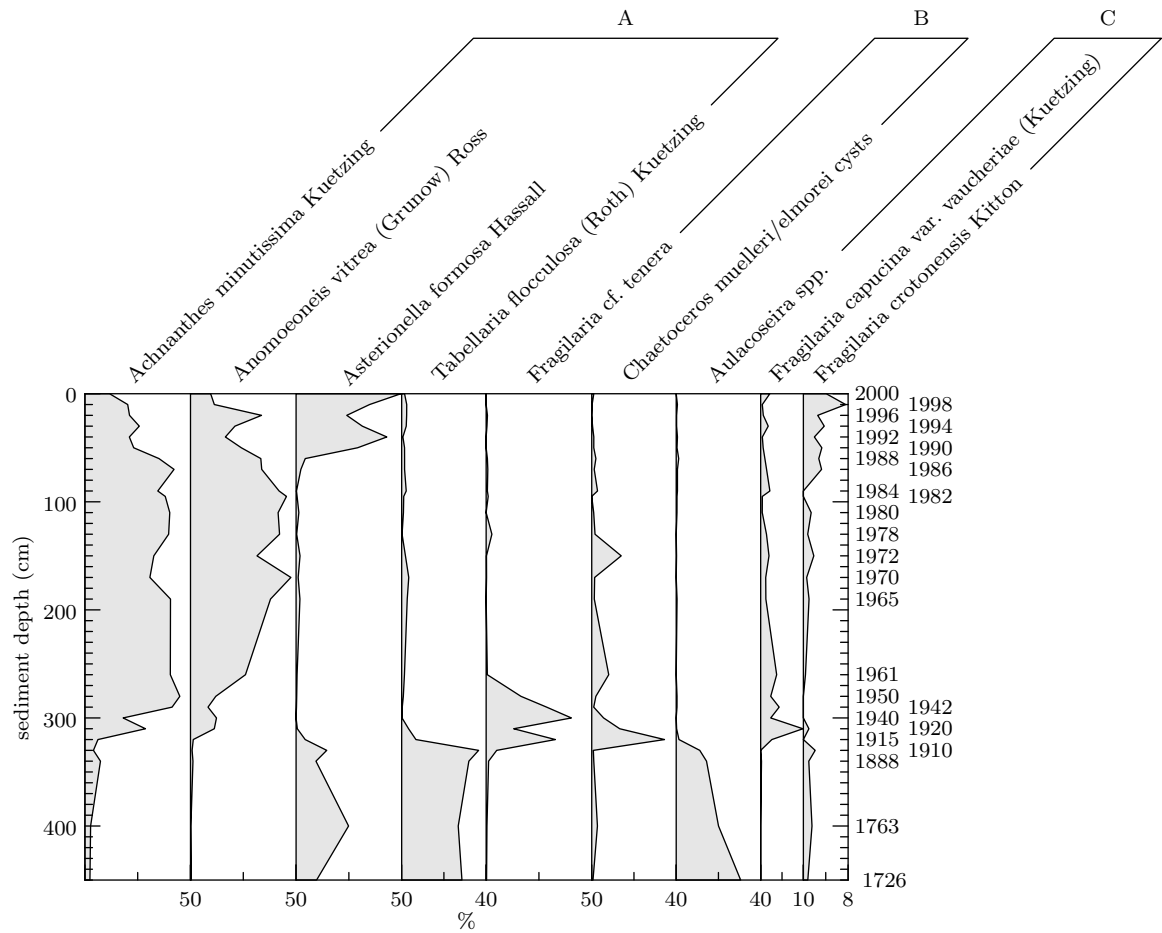 A B C
Achnanthes minutissima Kuetzing
Anomoeoneis vitrea (Grunow) Ross
Asterionella formosa Hassall
Tabellaria flocculosa (Roth) Kuetzing
Fragilaria cf. tenera
Chaetoceros muelleri/elmorei cysts
Aulacoseira spp.
Fragilaria capucina var. vaucheriae (Kuetzing)
Fragilaria crotonensis Kitton
sediment depth (cm)
0
100
200
300
400
2000
1998
1996
1994
1992
1990
1988
1986
1984
1982
1980
1978
1972
1970
1965
1961
1950
1942
1940
1920
1915
1910
1888
1763
1726
50 50 50 40 50 40 40 10 8
%